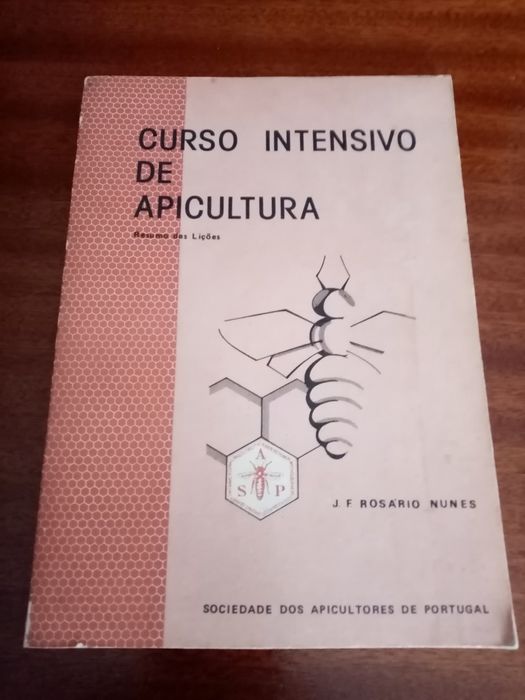 CURSO INTENSIVO
DE
APICULTURA
Resumo das Lições
A
S P
J. F. ROSÁRIO NUNES
SOCIEDADE DOS APICULTORES DE PORTUGAL